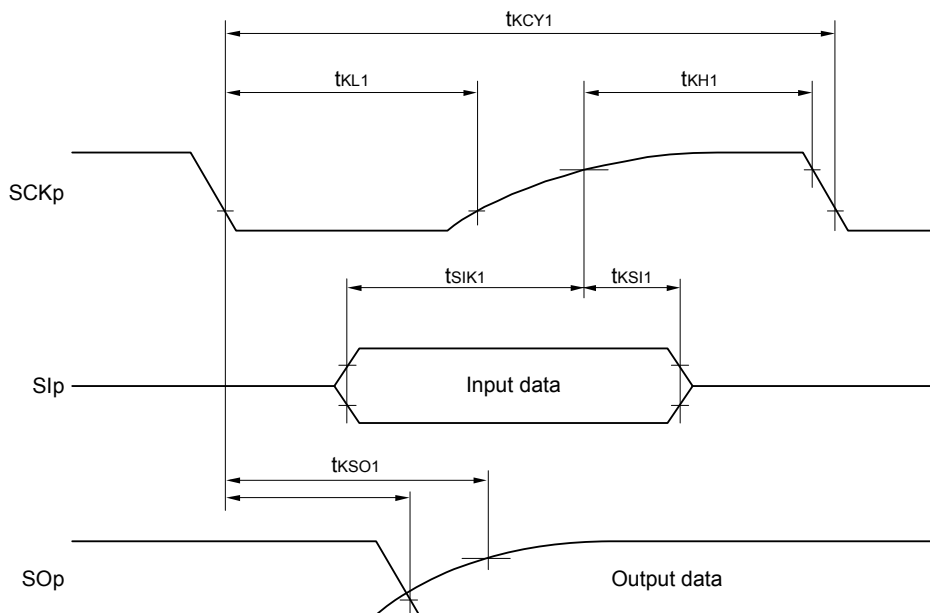 tKCY1
tKL1
tKH1
SCKp
tSIK1
tKSI1
SIp
Input data
tKSO1
SOp
Output data